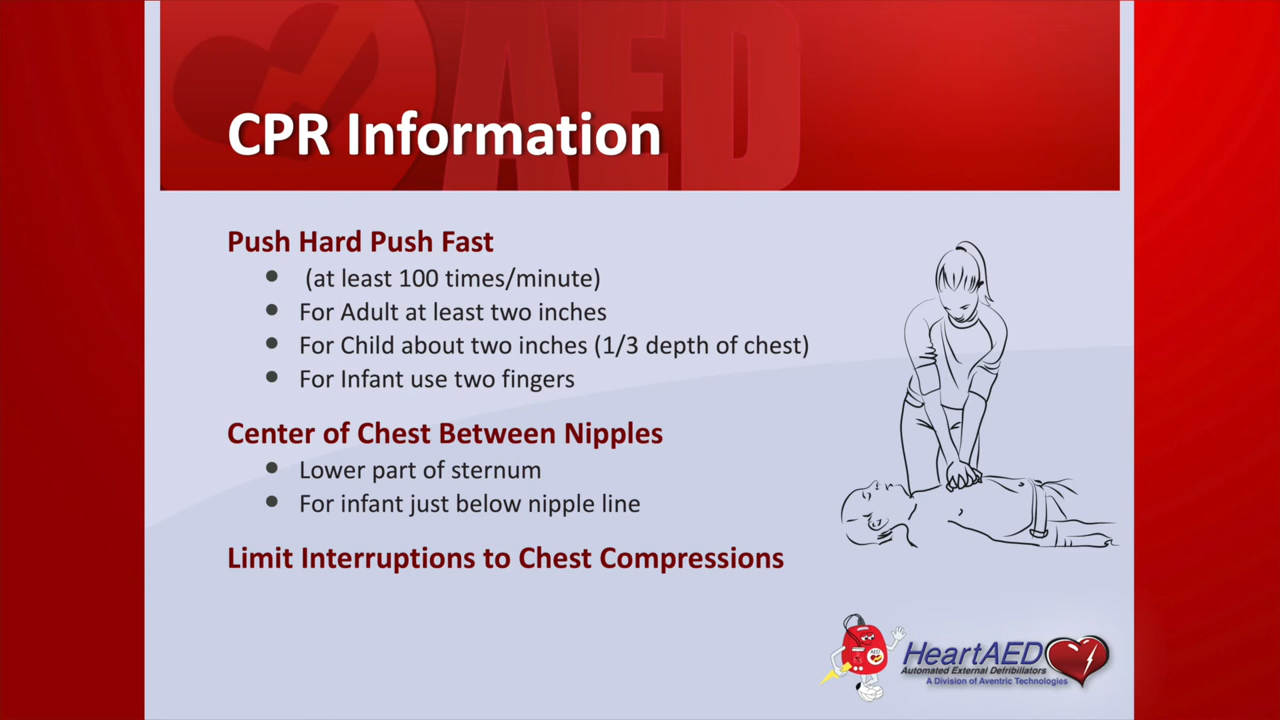 AED
CPR Information
Push Hard Push Fast
• (at least 100 times/minute)
• For Adult at least two inches
• For Child about two inches (1/3 depth of chest)
• For Infant use two fingers
Center of Chest Between Nipples
• Lower part of sternum
• For infant just below nipple line
Limit Interruptions to Chest Compressions
AED
HeartAED
Automated External Defribillators
A Division of Aventric Technologies